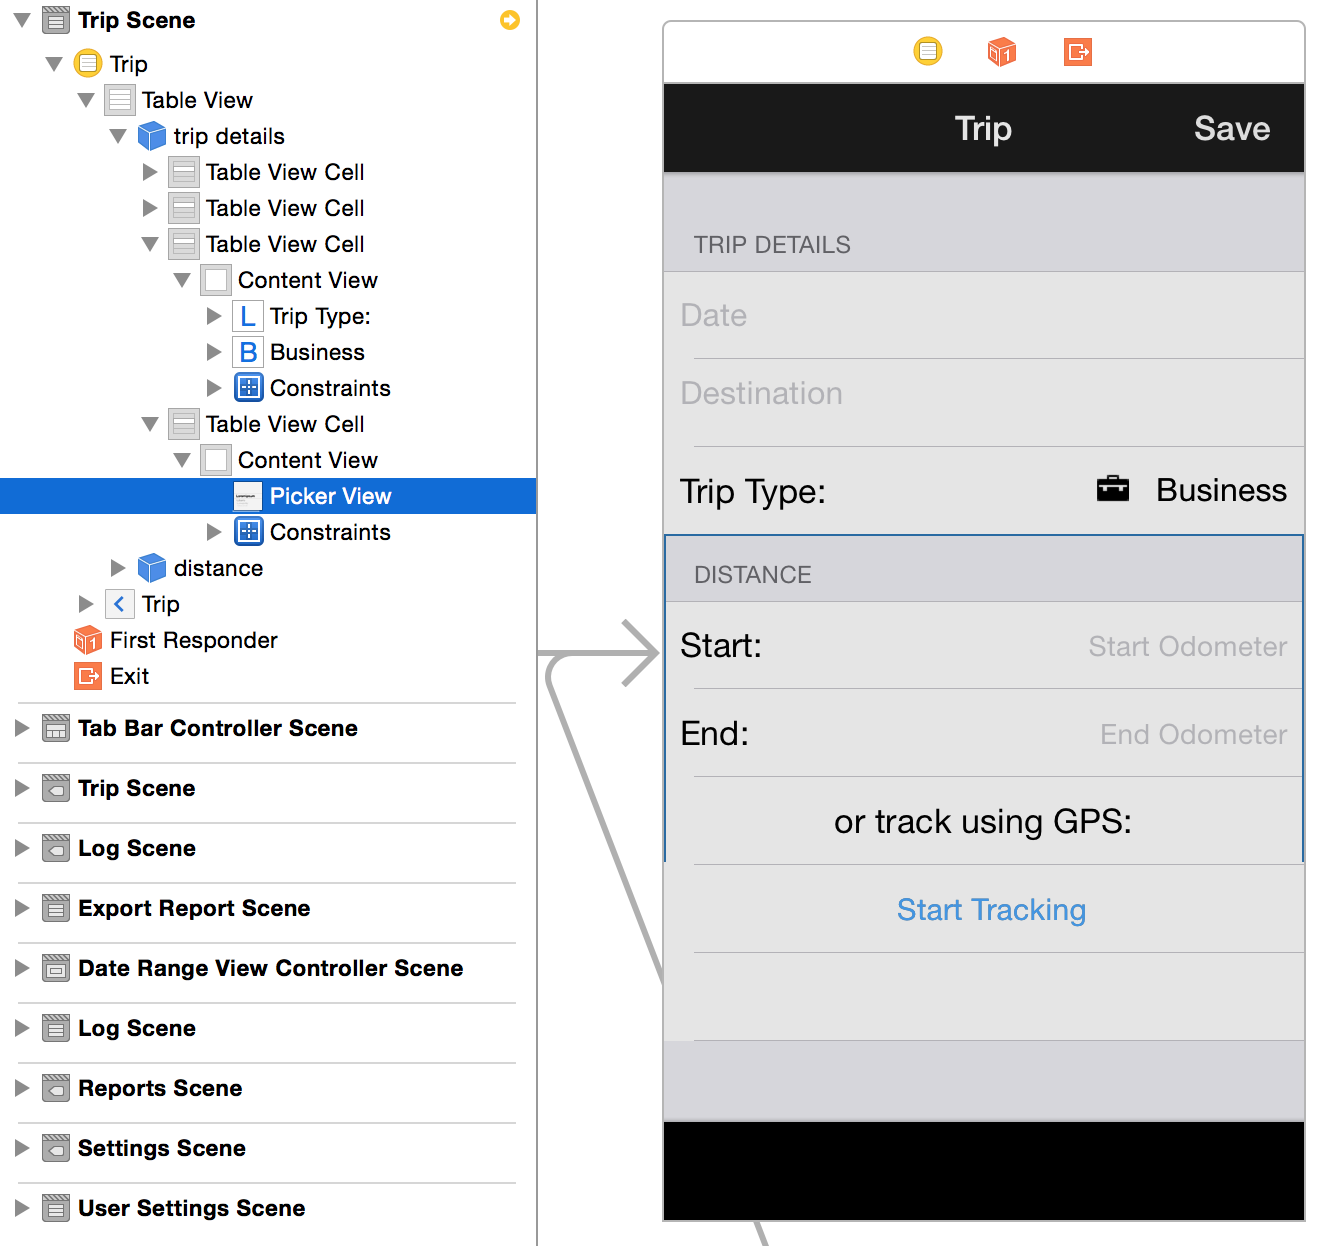 Trip Scene
Trip
Table View
trip details
Table View Cell
Table View Cell
Table View Cell
Content View
L Trip Type:
B Business
Constraints
Table View Cell
Content View
Picker View
Constraints
distance
Trip
First Responder
Exit
Tab Bar Controller Scene
Trip Scene
Log Scene
Export Report Scene
Date Range View Controller Scene
Log Scene
Reports Scene
Settings Scene
User Settings Scene
Trip Save
TRIP DETAILS
Date
Destination
Trip Type: Business
DISTANCE
Start: Start Odometer
End: End Odometer
or track using GPS:
Start Tracking